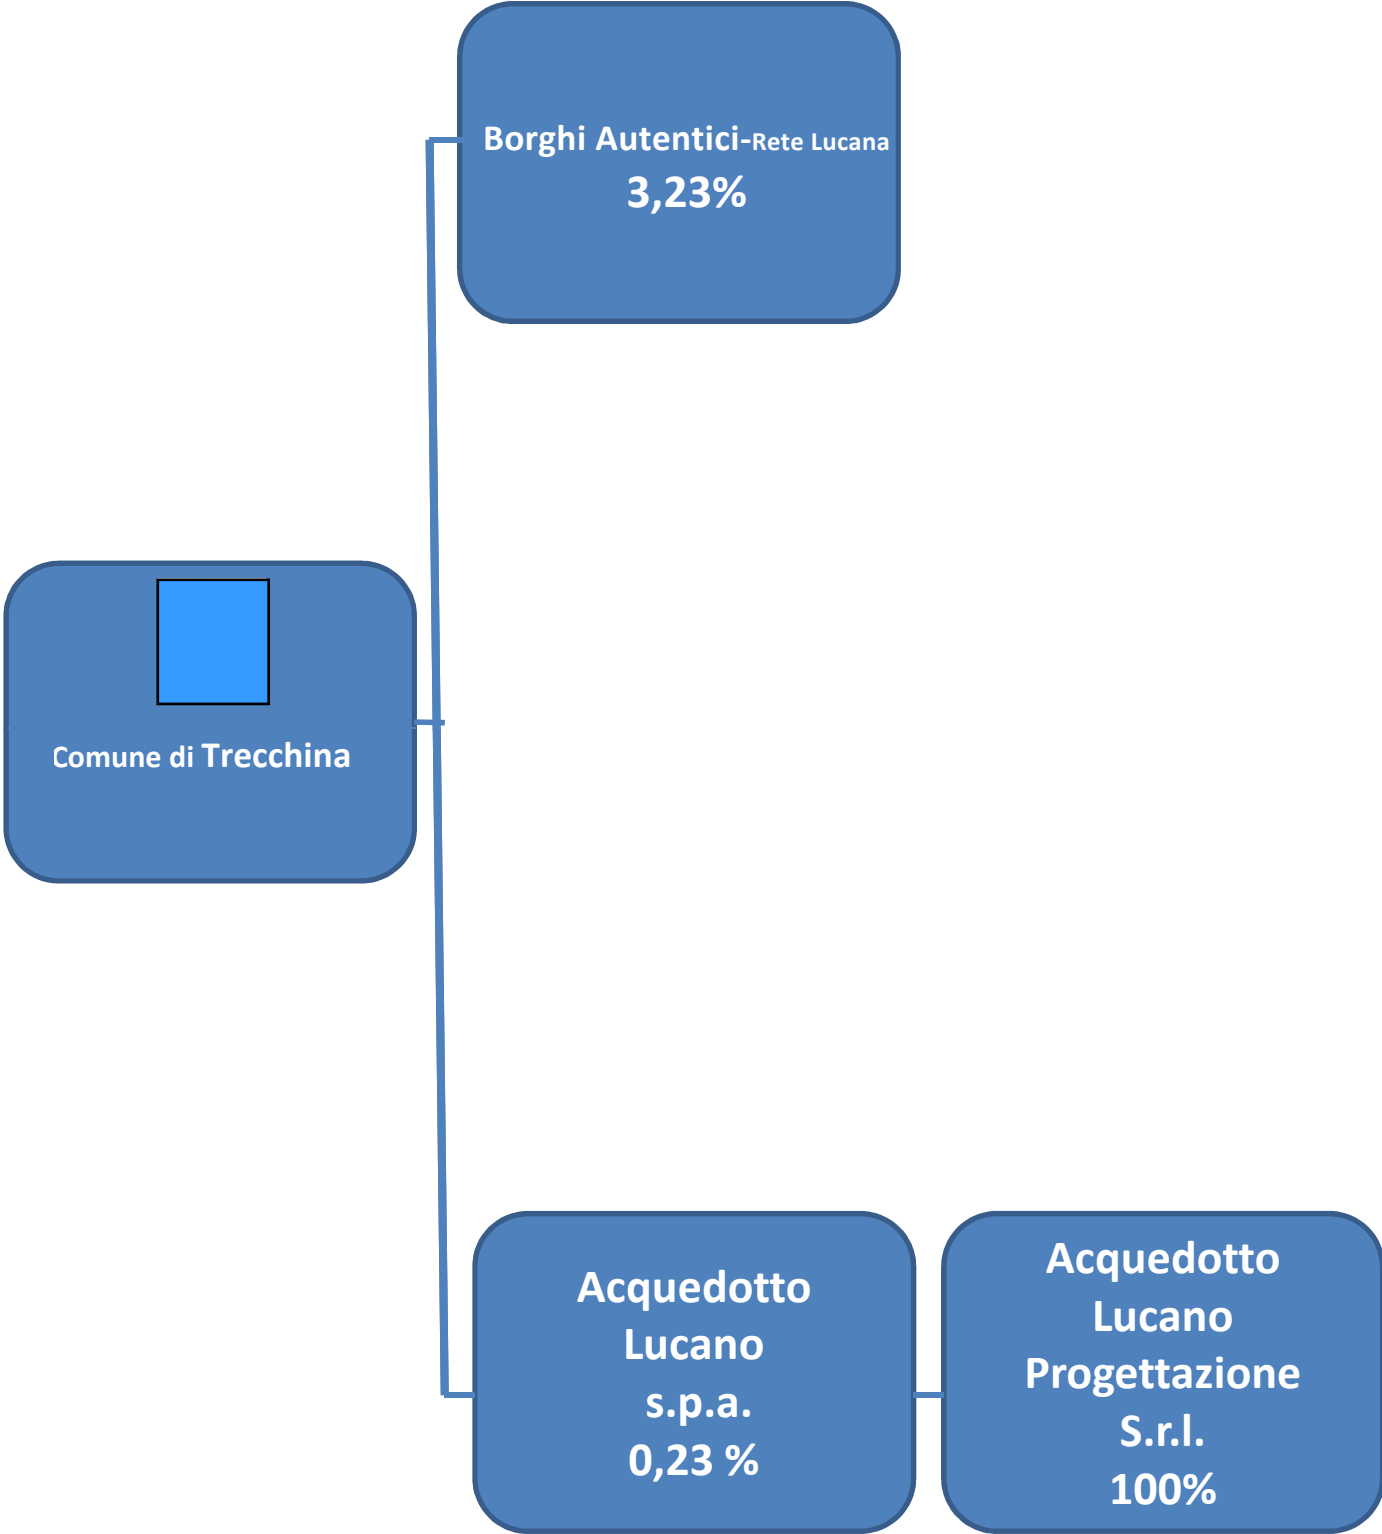 Borghi Autentici-Rete Lucana
3,23%
Comune di Trecchina
Acquedotto
Lucano
s.p.a.
0,23 %
Acquedotto
Lucano
Progettazione
S.r.l.
100%